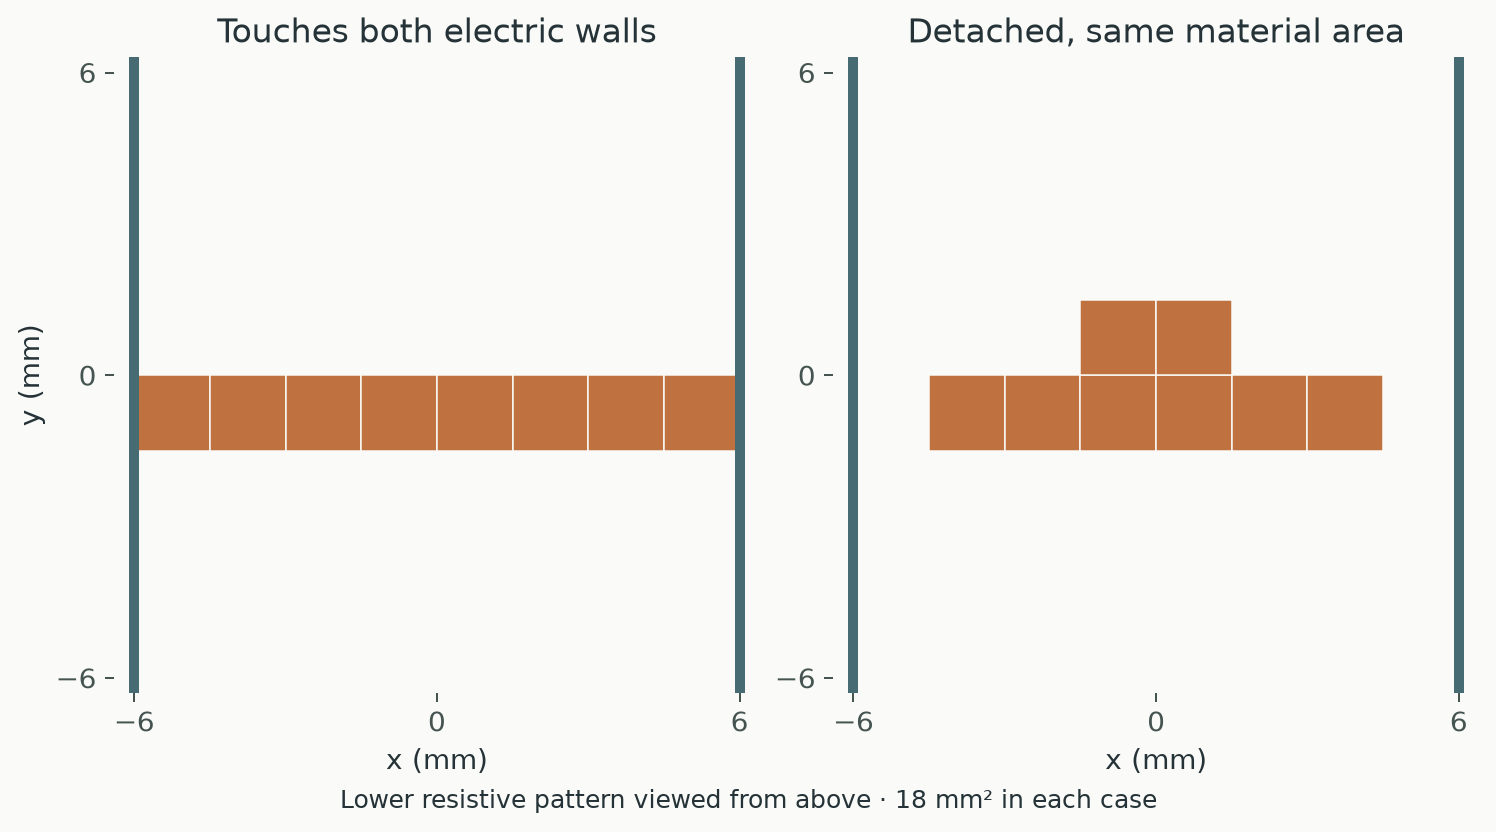 Touches both electric walls
Detached, same material area
6
0
−6
y (mm)
−6
0
6
x (mm)
6
0
−6
−6
0
6
x (mm)
Lower resistive pattern viewed from above · 18 mm² in each case